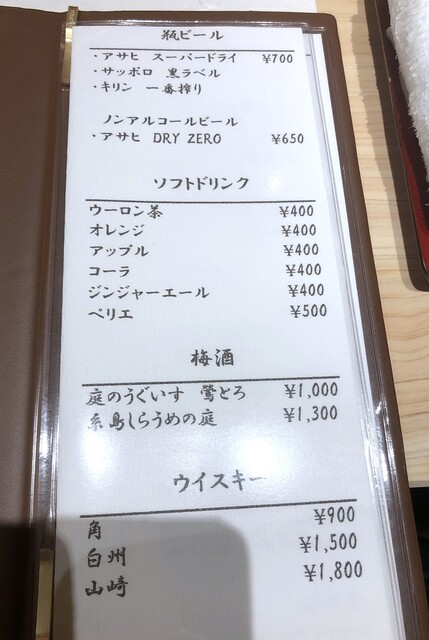 瓶ビール
・アサヒ スーパードライ ¥700
・サッポロ 黒ラベル
・キリン 一番搾り
ノンアルコールビール
・アサヒ DRY ZERO ¥650
ソフトドリンク
ウーロン茶 ¥400
オレンジ ¥400
アップル ¥400
コーラ ¥400
ジンジャーエール ¥400
ペリエ ¥500
梅酒
庭のうぐいす 鶯とろ ¥1,000
糸島しらうめの庭 ¥1,300
ウイスキー
角 ¥900
白州 ¥1,500
山崎 ¥1,800